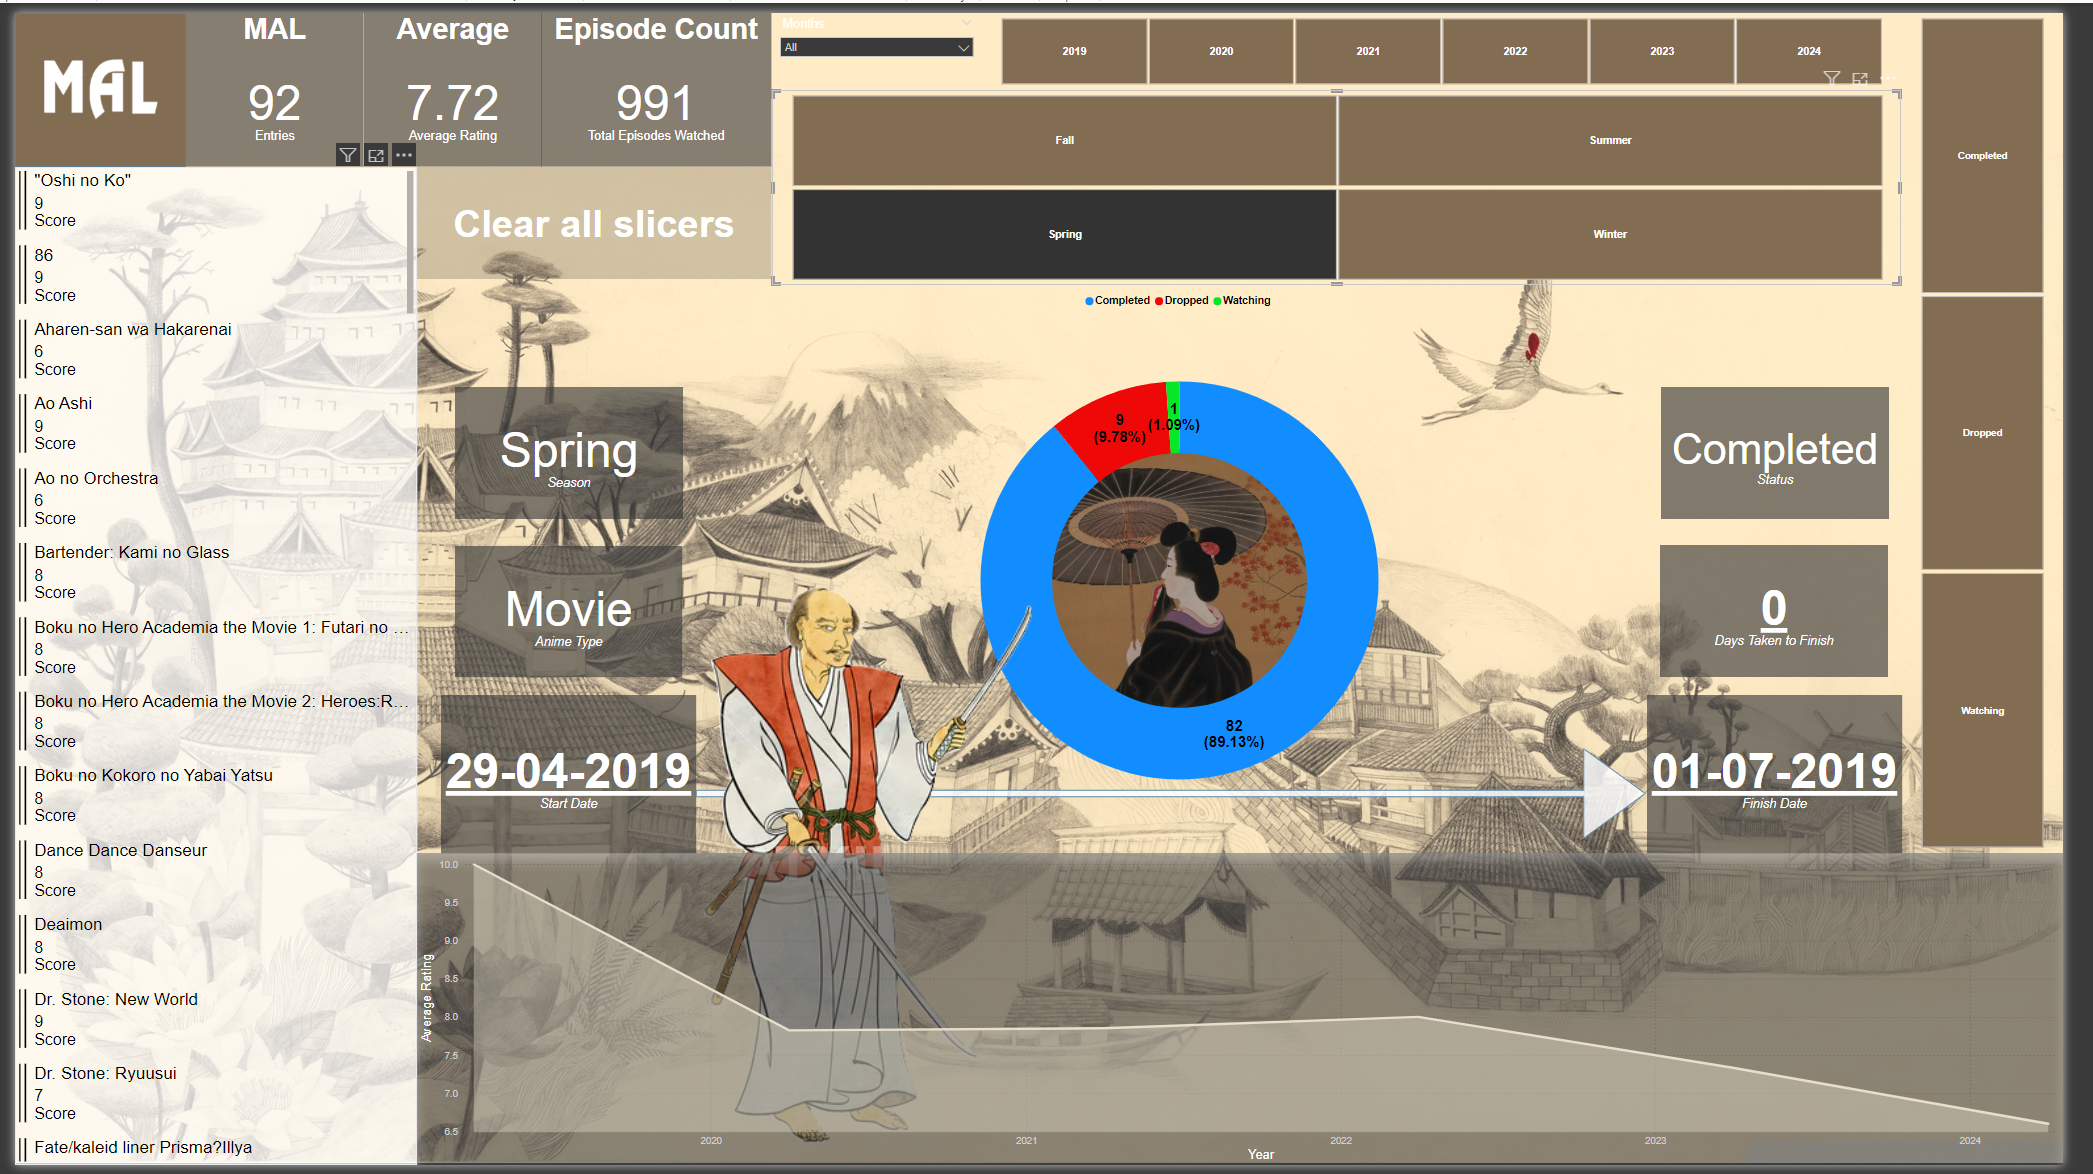 MAL
MAL
92
Entries
Average
7.72
Average Rating
Episode Count
991
Total Episodes Watched
Months
All
2019
2020
2021
2022
2023
2024
Fall
Summer
Spring
Winter
Completed
Dropped
Watching
Clear all slicers
"Oshi no Ko"
9
Score
86
9
Score
Aharen-san wa Hakarenai
6
Score
Ao Ashi
9
Score
Ao no Orchestra
6
Score
Bartender: Kami no Glass
8
Score
Boku no Hero Academia the Movie 1: Futari no ...
8
Score
Boku no Hero Academia the Movie 2: Heroes:R...
8
Score
Boku no Kokoro no Yabai Yatsu
8
Score
Dance Dance Danseur
8
Score
Deaimon
8
Score
Dr. Stone: New World
9
Score
Dr. Stone: Ryuusui
7
Score
Fate/kaleid liner Prisma?Illya
Completed Dropped Watching
9
(9.78%)
1
(1.09%)
82
(89.13%)
Spring
Season
Movie
Anime Type
29-04-2019
Start Date
Completed
Status
0
Days Taken to Finish
01-07-2019
Finish Date
Average Rating
10.0
9.5
9.0
8.5
8.0
7.5
7.0
6.5
2020
2021
2022
2023
2024
Year